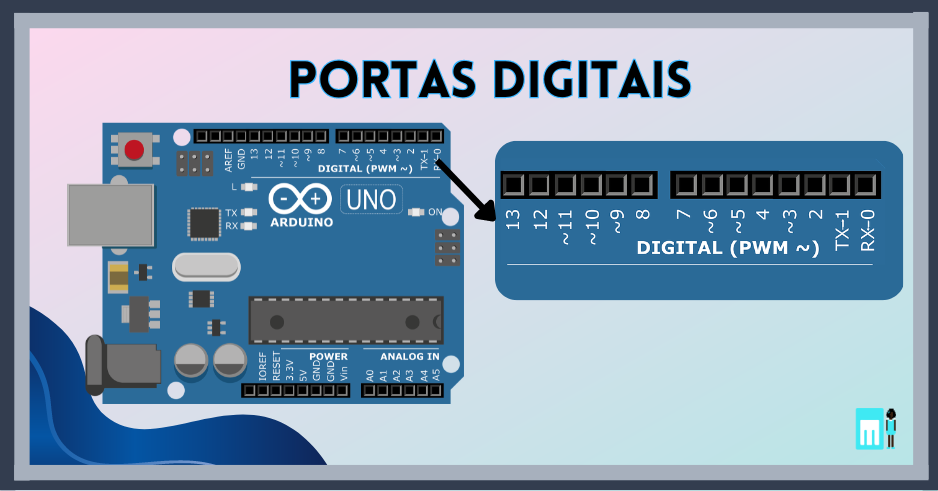 PORTAS DIGITAIS
AREF
GND
13
12
~11
~10
~9
8
7
~6
~5
4
~3
2
TX-1
RX-0
DIGITAL (PWM ~)
L
TX
RX
UNO
ARDUINO
ON
POWER
ANALOG IN
IOREF
RESET
3.3V
5V
GND
GND
Vin
A0
A1
A2
A3
A4
A5
13
12
~11
~10
~9
8
7
~6
~5
4
~3
2
TX-1
RX-0
DIGITAL (PWM ~)